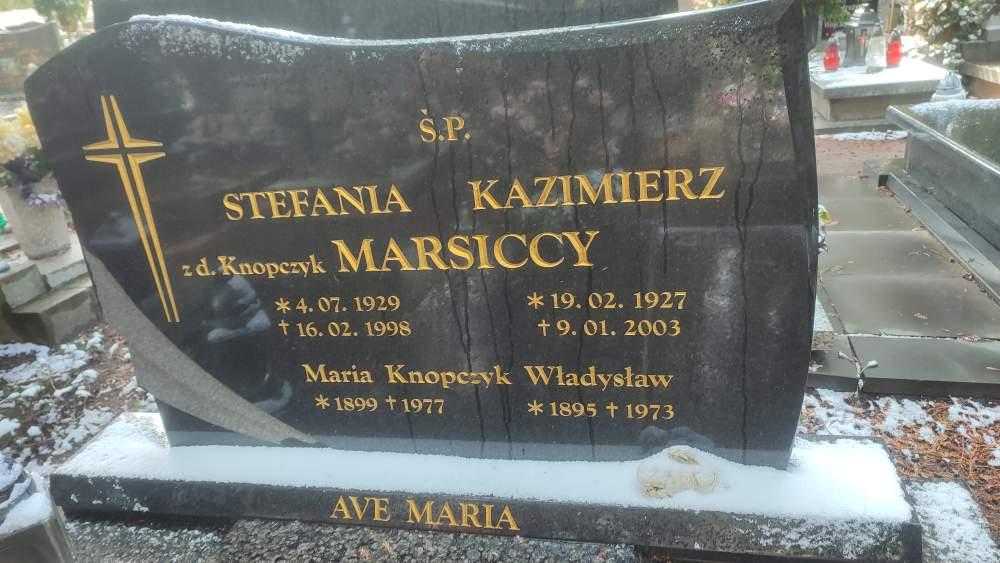 Ś.P.
STEFANIA KAZIMIERZ
z d. Knopczyk MARSICCY
* 4. 07. 1929 * 19. 02. 1927
† 16. 02. 1998 † 9. 01. 2003
Maria Knopczyk Władysław
* 1899 † 1977 * 1895 † 1973
AVE MARIA